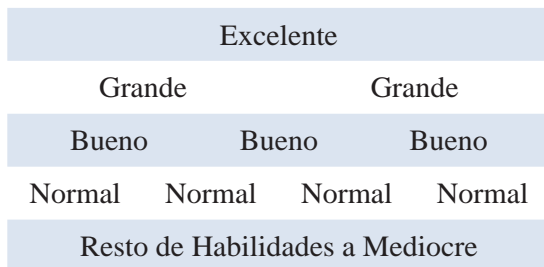 Excelente
Grande Grande
Bueno Bueno Bueno
Normal Normal Normal Normal
Resto de Habilidades a Mediocre